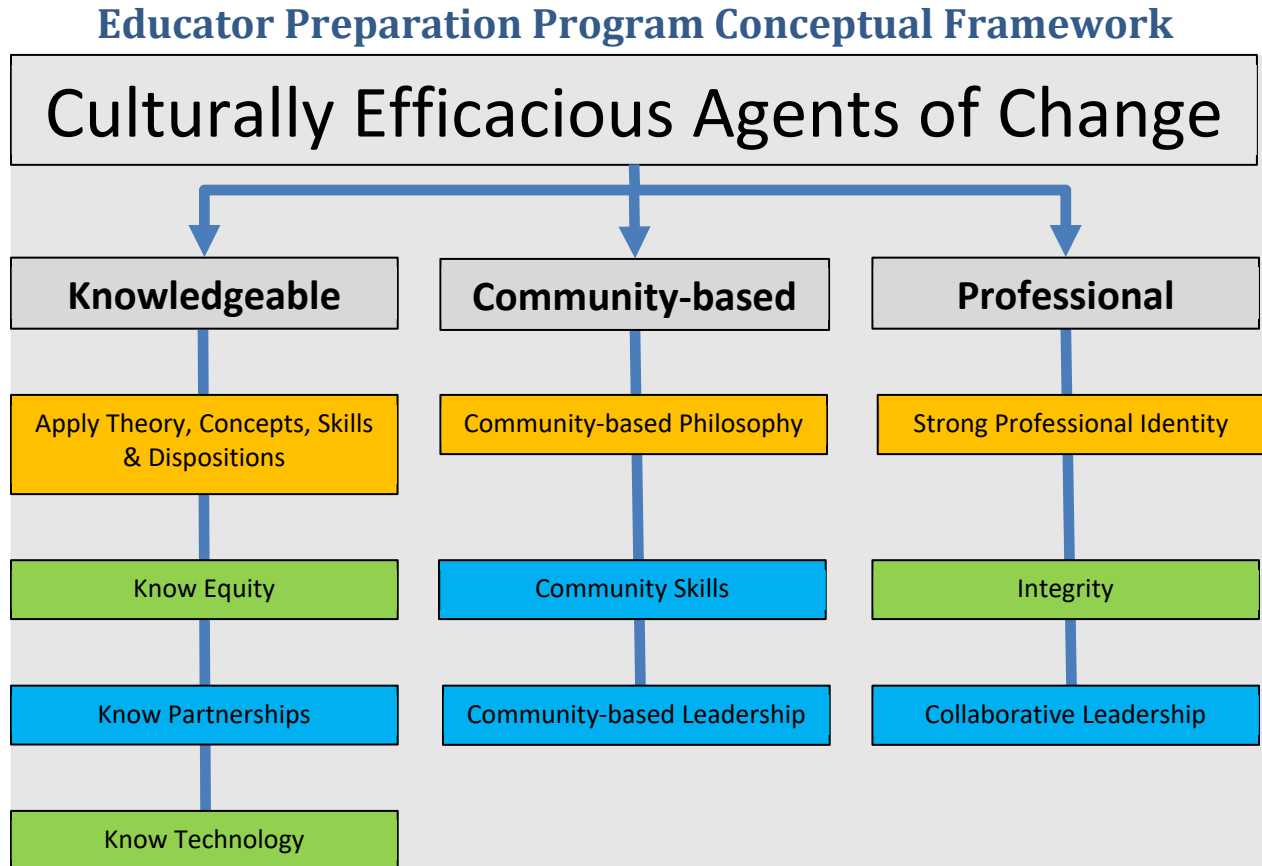 Educator Preparation Program Conceptual Framework
Culturally Efficacious Agents of Change
Knowledgeable
Community-based
Professional
Apply Theory, Concepts, Skills
& Dispositions
Community-based Philosophy
Strong Professional Identity
Know Equity
Community Skills
Integrity
Know Partnerships
Community-based Leadership
Collaborative Leadership
Know Technology